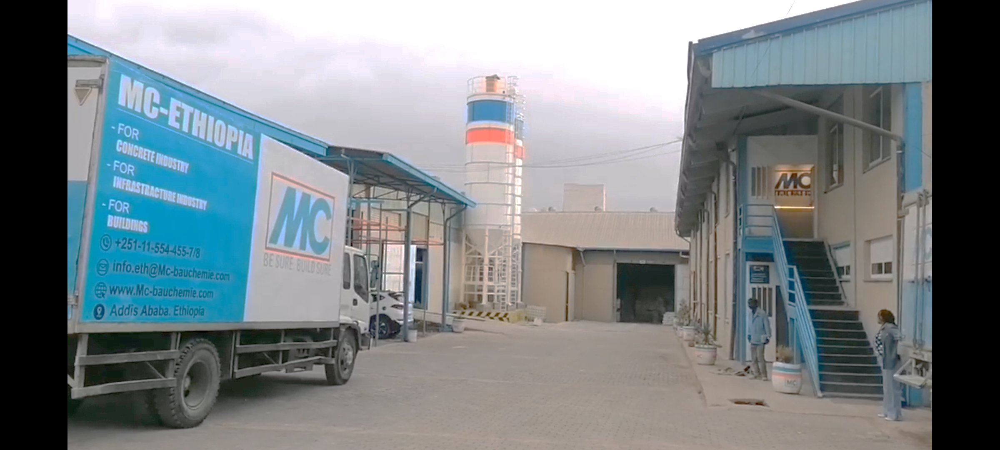 MC-ETHIOPIA
- FOR
CONCRETE INDUSTRY
- FOR
INFRASTRACTURE INDUSTRY
- FOR
BUILDINGS
+251-11-554-455-7/8
info.eth@Mc-bauchemie.com
www.Mc-bauchemie.com
Addis Ababa. Ethiopia
MC
BE SURE. BUILD SURE.
MC
MC